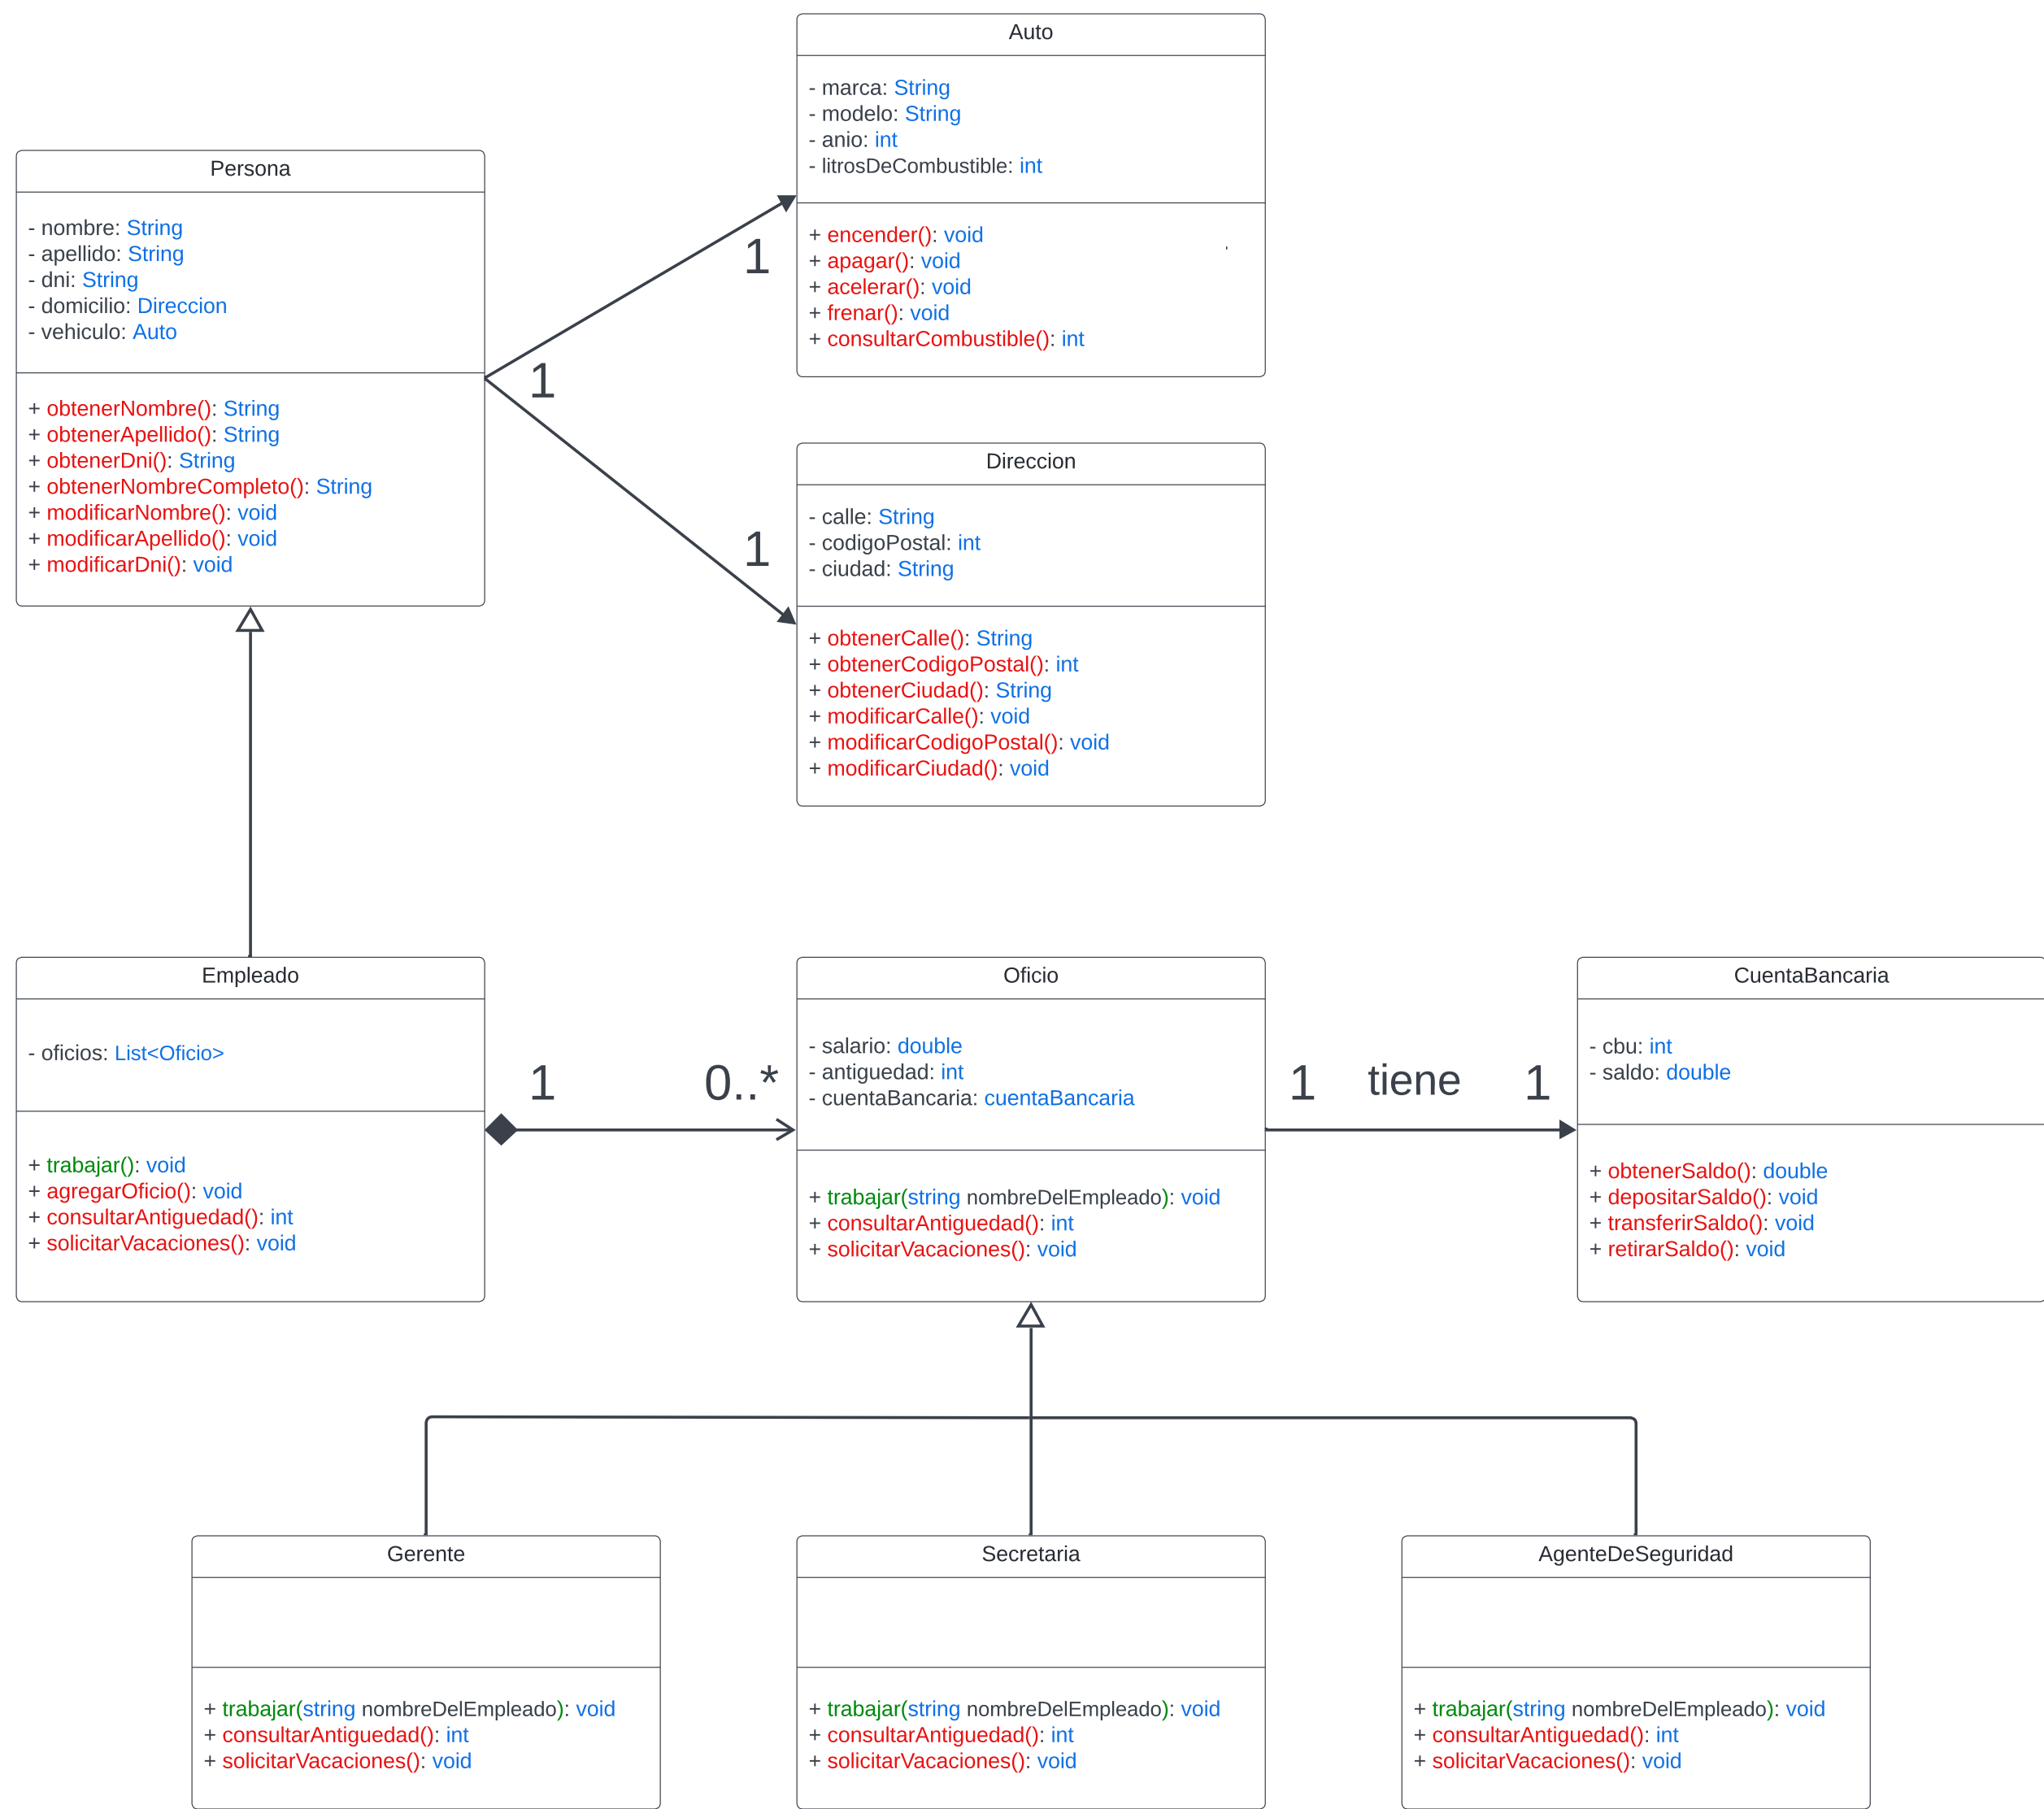 Auto
- marca: String
- modelo: String
- anio: int
- litrosDeCombustible: int
+ encender(): void
+ apagar(): void
+ acelerar(): void
+ frenar(): void
+ consultarCombustible(): int
Persona
- nombre: String
- apellido: String
- dni: String
- domicilio: Direccion
- vehiculo: Auto
+ obtenerNombre(): String
+ obtenerApellido(): String
+ obtenerDni(): String
+ obtenerNombreCompleto(): String
+ modificarNombre(): void
+ modificarApellido(): void
+ modificarDni(): void
1
1
1
Direccion
- calle: String
- codigoPostal: int
- ciudad: String
+ obtenerCalle(): String
+ obtenerCodigoPostal(): int
+ obtenerCiudad(): String
+ modificarCalle(): void
+ modificarCodigoPostal(): void
+ modificarCiudad(): void
Empleado
- oficios: List<Oficio>
+ trabajar(): void
+ agregarOficio(): void
+ consultarAntiguedad(): int
+ solicitarVacaciones(): void
1 0..*
Oficio
- salario: double
- antiguedad: int
- cuentaBancaria: cuentaBancaria
+ trabajar(string nombreDelEmpleado): void
+ consultarAntiguedad(): int
+ solicitarVacaciones(): void
1 tiene 1
CuentaBancaria
- cbu: int
- saldo: double
+ obtenerSaldo(): double
+ depositarSaldo(): void
+ transferirSaldo(): void
+ retirarSaldo(): void
Gerente
+ trabajar(string nombreDelEmpleado): void
+ consultarAntiguedad(): int
+ solicitarVacaciones(): void
Secretaria
+ trabajar(string nombreDelEmpleado): void
+ consultarAntiguedad(): int
+ solicitarVacaciones(): void
AgenteDeSeguridad
+ trabajar(string nombreDelEmpleado): void
+ consultarAntiguedad(): int
+ solicitarVacaciones(): void